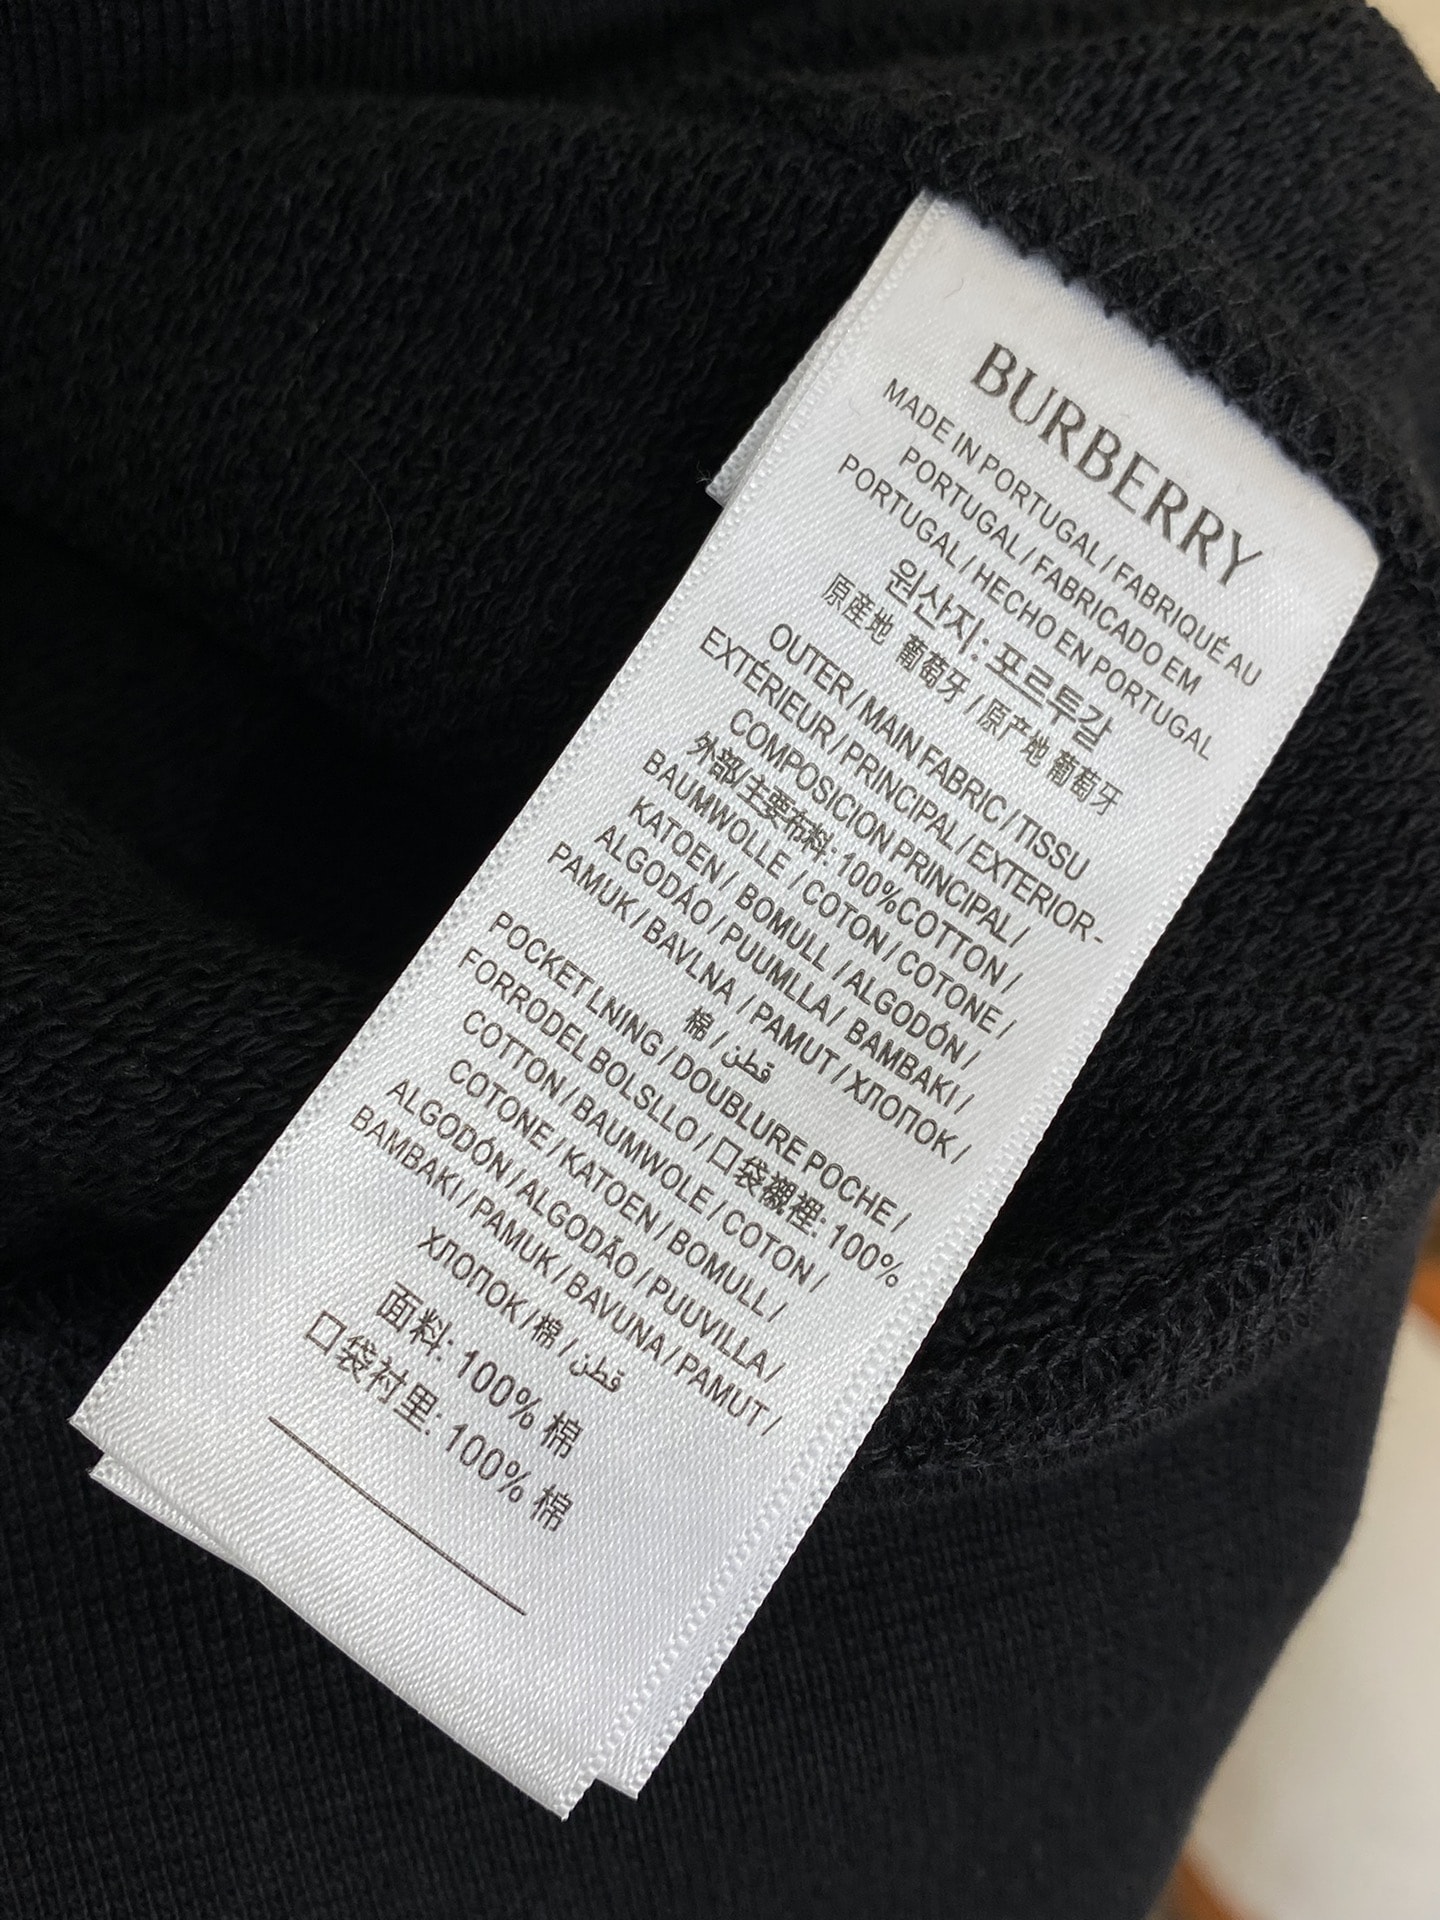 BURBERRY
MADE IN PORTUGAL / FABRIQUÉ AU
PORTUGAL / FABRICADO EM
PORTUGAL / HECHO EN PORTUGAL
원산지: 포르투갈
原産地 葡萄牙 / 原产地 葡萄牙
OUTER / MAIN FABRIC / TISSU
EXTÉRIEUR / PRINCIPAL / EXTERIOR-
COMPOSICION PRINCIPAL /
外部/主要布料: 100%COTTON /
BAUMWOLLE / COTON / COTONE /
KATOEN / BOMULL / ALGODÓN /
ALGODÁO / PUUMLLA / BAMBAKI /
PAMUK / BAVLNA / PAMUT / ХЛОПОК /
棉 / قطن
POCKET LNING / DOUBLURE POCHE /
FORRODEL BOLSLLO / 口袋襯裡: 100%
COTTON / BAUMWOLE / COTON /
COTONE / KATOEN / BOMULL /
ALGODÓN / ALGODÃO / PUUVILLA /
BAMBAKI / PAMUK / BAVUNA / PAMUT /
ХЛОПОК / 棉 / قطن
面料: 100% 棉
口袋衬里: 100% 棉